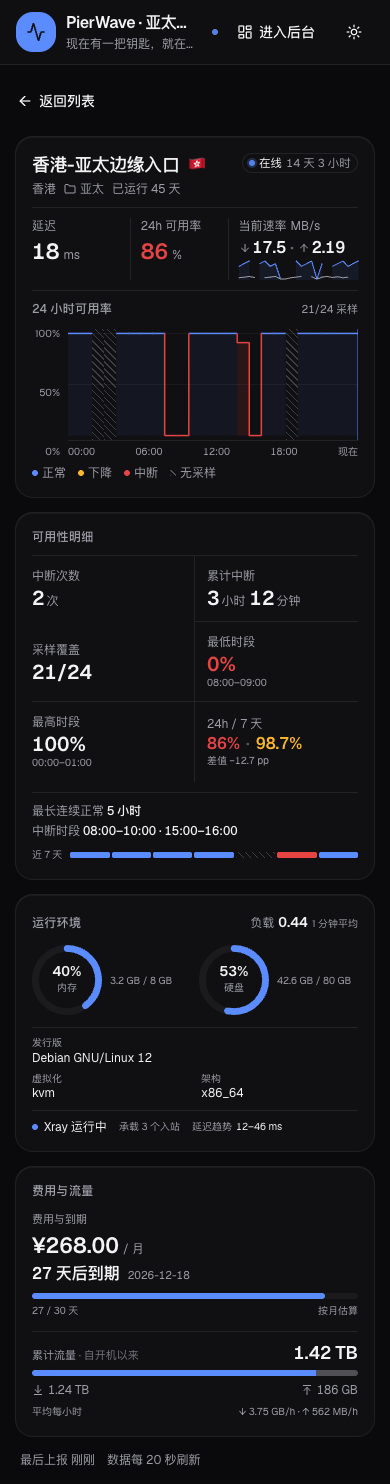 PierWave · 亚太...
现在有一把钥匙，就在...
进入后台
返回列表
香港-亚太边缘入口 🇭🇰
在线 14 天 3 小时
香港 亚太 已运行 45 天
延迟
18 ms
24h 可用率
86 %
当前速率 MB/s
↓ 17.5 · ↑ 2.19
24 小时可用率
21/24 采样
100%
50%
0%
00:00 06:00 12:00 18:00 现在
正常 下降 中断 无采样
可用性明细
中断次数
2 次
累计中断
3 小时 12 分钟
采样覆盖
21/24
最低时段
0%
08:00–09:00
最高时段
100%
00:00–01:00
24h / 7 天
86% · 98.7%
差值 −12.7 pp
最长连续正常 5 小时
中断时段 08:00–10:00 · 15:00–16:00
近 7 天
运行环境
负载 0.44 1 分钟平均
40%
内存
3.2 GB / 8 GB
53%
硬盘
42.6 GB / 80 GB
发行版
Debian GNU/Linux 12
虚拟化
kvm
架构
x86_64
Xray 运行中 承载 3 个入站 延迟趋势 12–46 ms
费用与流量
费用与到期
¥268.00 / 月
27 天后到期 2026-12-18
27 / 30 天
按月估算
累计流量 · 自开机以来
1.42 TB
↓ 1.24 TB
↑ 186 GB
平均每小时
↓ 3.75 GB/h · ↑ 562 MB/h
最后上报 刚刚 数据每 20 秒刷新